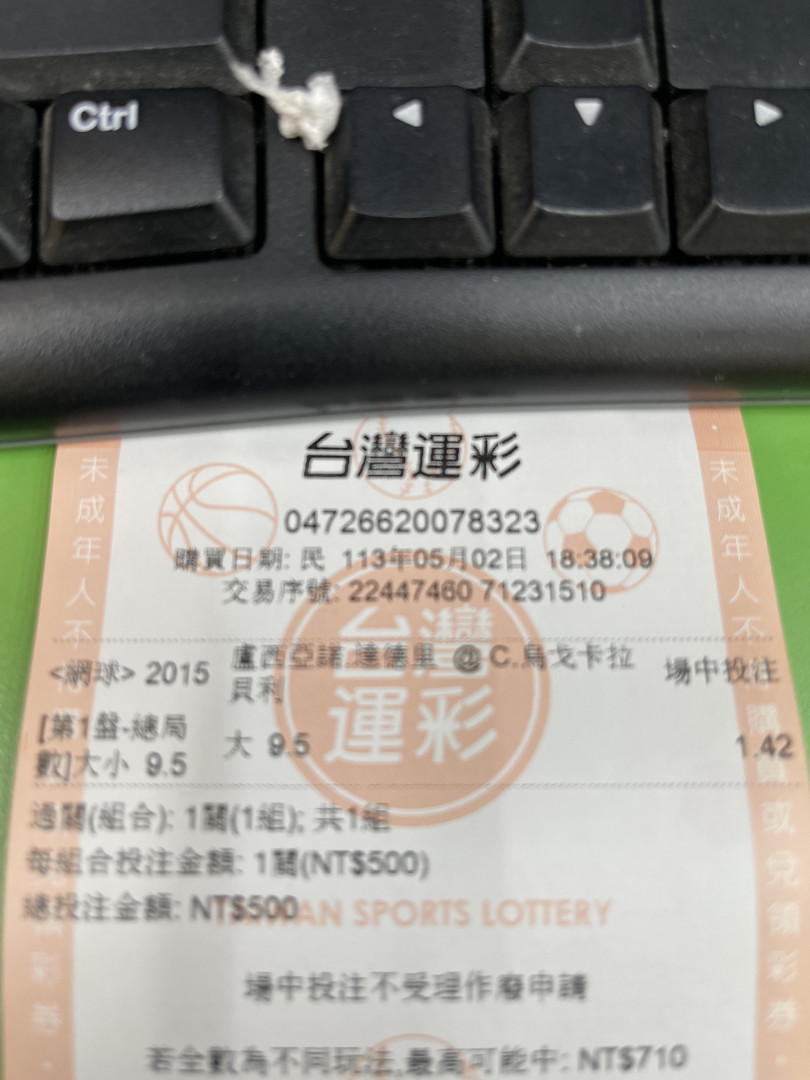 Ctrl
台灣運彩
04726620078323
購買日期: 民 113年05月02日 18:38:09
交易序號: 22447460 71231510
<網球> 2015 盧西亞諾.達德里 @ C.烏戈卡拉貝利 場中投注
[第1盤-總局數]大小 9.5 大 9.5 1.42
過關(組合): 1關(1組); 共1組
每組合投注金額: 1關(NT$500)
總投注金額: NT$500
SPORTS LOTTERY
場中投注不受理作廢申請
若全數為不同玩法,最高可能中: NT$710
台灣運彩
未成年人不
未成年人不
購
或兌領彩券
彩券